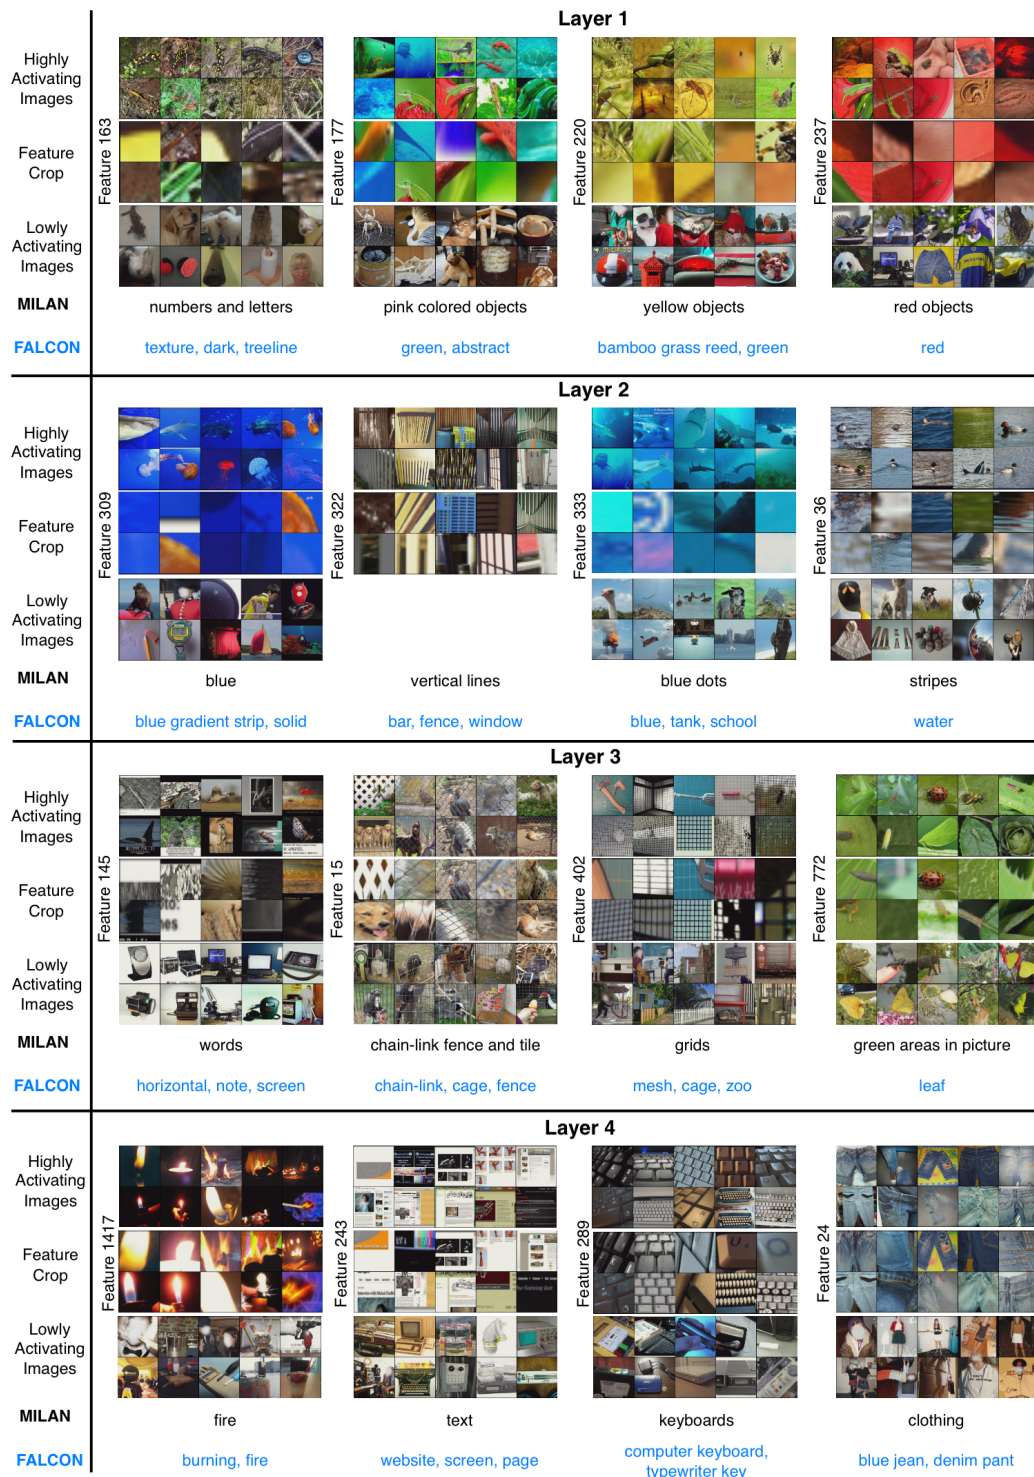 Layer 1
Highly
Activating
Images
Feature
Crop
Lowly
Activating
Images
Feature 163
Feature 177
Feature 220
Feature 237
MILAN
numbers and letters
pink colored objects
yellow objects
red objects
FALCON
texture, dark, treeline
green, abstract
bamboo grass reed, green
red
Layer 2
Highly
Activating
Images
Feature
Crop
Lowly
Activating
Images
Feature 309
Feature 322
Feature 333
Feature 36
MILAN
blue
vertical lines
blue dots
stripes
FALCON
blue gradient strip, solid
bar, fence, window
blue, tank, school
water
Layer 3
Highly
Activating
Images
Feature
Crop
Lowly
Activating
Images
Feature 145
Feature 15
Feature 402
Feature 772
MILAN
words
chain-link fence and tile
grids
green areas in picture
FALCON
horizontal, note, screen
chain-link, cage, fence
mesh, cage, zoo
leaf
Layer 4
Highly
Activating
Images
Feature
Crop
Lowly
Activating
Images
Feature 1417
Feature 243
Feature 289
Feature 24
MILAN
fire
text
keyboards
clothing
FALCON
burning, fire
website, screen, page
computer keyboard,
typewriter key
blue jean, denim pant